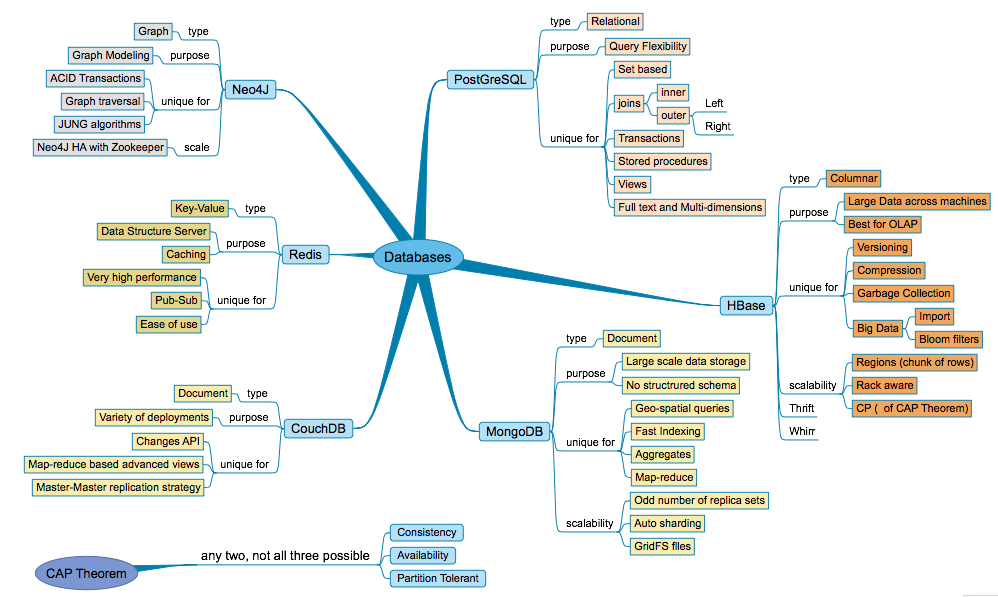 Databases
Neo4J
type
Graph
purpose
Graph Modeling
unique for
ACID Transactions
Graph traversal
JUNG algorithms
scale
Neo4J HA with Zookeeper
Redis
type
Key-Value
purpose
Data Structure Server
Caching
unique for
Very high performance
Pub-Sub
Ease of use
CouchDB
type
Document
purpose
Variety of deployments
unique for
Changes API
Map-reduce based advanced views
Master-Master replication strategy
PostGreSQL
type
Relational
purpose
Query Flexibility
unique for
Set based
joins
inner
outer
Left
Right
Transactions
Stored procedures
Views
Full text and Multi-dimensions
HBase
type
Columnar
purpose
Large Data across machines
Best for OLAP
unique for
Versioning
Compression
Garbage Collection
Big Data
Import
Bloom filters
scalability
Regions (chunk of rows)
Rack aware
CP ( of CAP Theorem)
Thrift
Whirr
MongoDB
type
Document
purpose
Large scale data storage
No structrured schema
unique for
Geo-spatial queries
Fast Indexing
Aggregates
Map-reduce
scalability
Odd number of replica sets
Auto sharding
GridFS files
CAP Theorem
any two, not all three possible
Consistency
Availability
Partition Tolerant